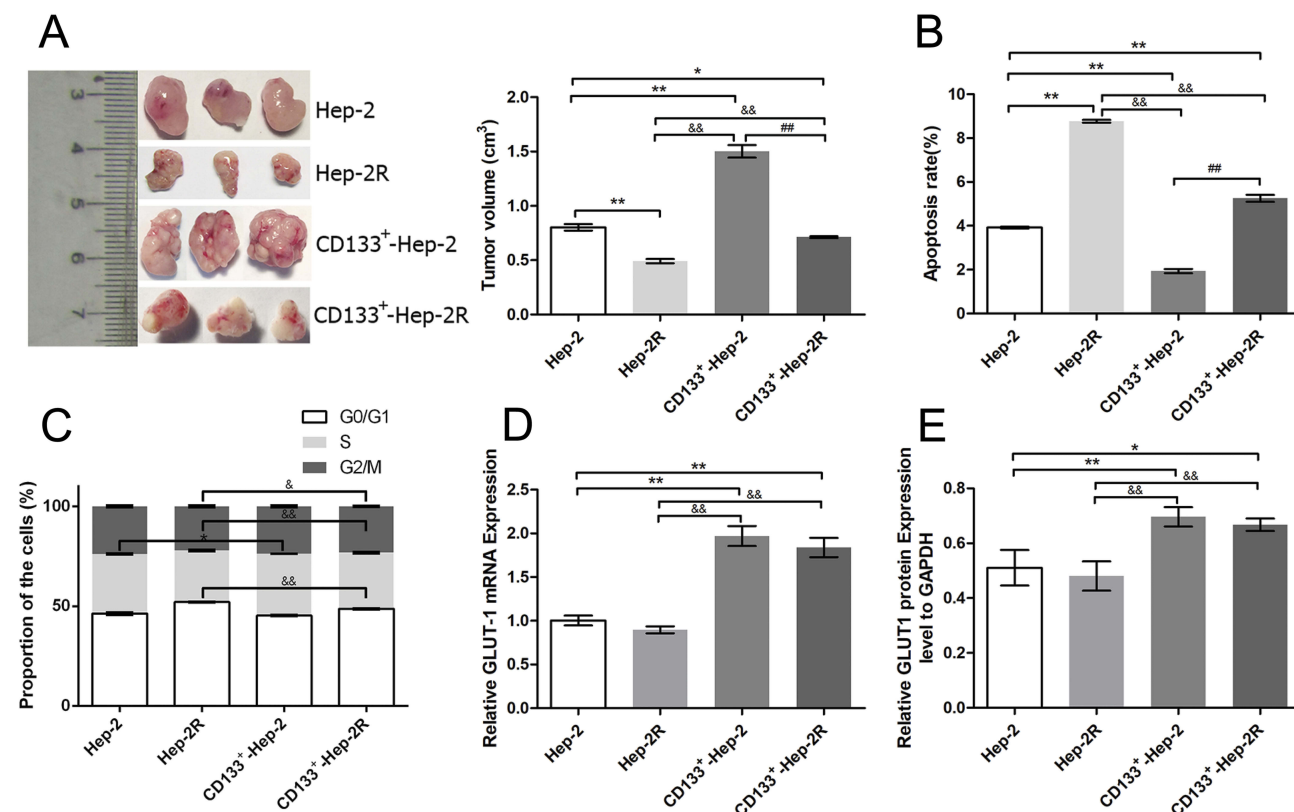 A
3
4
5
6
7
Hep-2
Hep-2R
CD133+-Hep-2
CD133+-Hep-2R
Tumor volume (cm3)
2.0
1.5
1.0
0.5
0.0
*
**
&&
&&
##
**
Hep-2
Hep-2R
CD133+-Hep-2
CD133+-Hep-2R
B
Apoptosis rate(%)
10
8
6
4
2
0
**
**
&&
**
&&
##
Hep-2
Hep-2R
CD133+-Hep-2
CD133+-Hep-2R
C
G0/G1
S
G2/M
Proportion of the cells (%)
100
50
0
&
&&
*
&&
Hep-2
Hep-2R
CD133+-Hep-2
CD133+-Hep-2R
D
Relative GLUT-1 mRNA Expression
2.5
2.0
1.5
1.0
0.5
0.0
**
**
&&
&&
Hep-2
Hep-2R
CD133+-Hep-2
CD133+-Hep-2R
E
Relative GLUT1 protein Expression
level to GAPDH
0.8
0.6
0.4
0.2
0.0
*
**
&&
&&
Hep-2
Hep-2R
CD133+-Hep-2
CD133+-Hep-2R